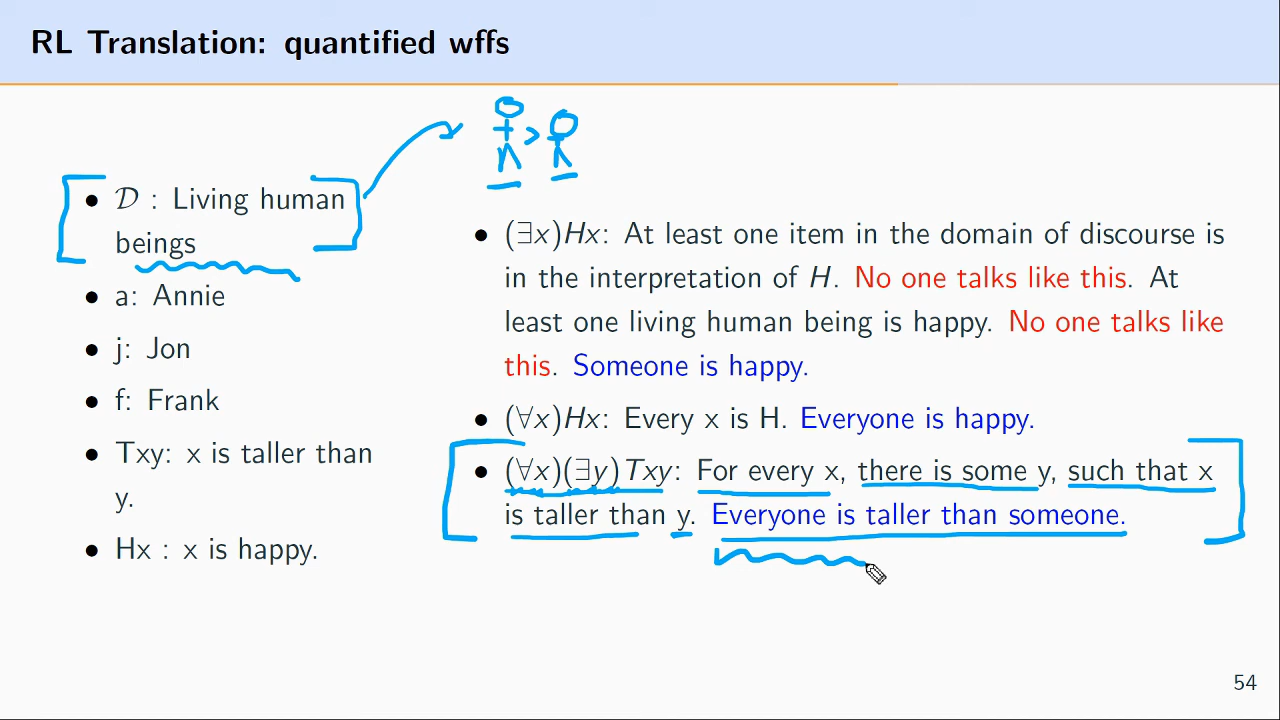 RL Translation: quantified wffs
>
• 𝒟 : Living human
beings
• a: Annie
• j: Jon
• f: Frank
• Txy: x is taller than
y.
• Hx : x is happy.
• (∃x)Hx: At least one item in the domain of discourse is
in the interpretation of H. No one talks like this. At
least one living human being is happy. No one talks like
this. Someone is happy.
• (∀x)Hx: Every x is H. Everyone is happy.
• (∀x)(∃y)Txy: For every x, there is some y, such that x
is taller than y. Everyone is taller than someone.
54